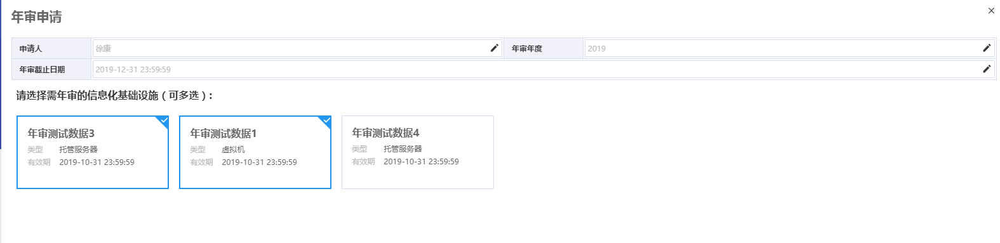 年审申请
申请人 徐康 年审年度 2019
年审截止日期 2019-12-31 23:59:59
请选择需年审的信息化基础设施（可多选）：
年审测试数据3
类型 托管服务器
有效期 2019-10-31 23:59:59
年审测试数据1
类型 虚拟机
有效期 2019-10-31 23:59:59
年审测试数据4
类型 托管服务器
有效期 2019-10-31 23:59:59